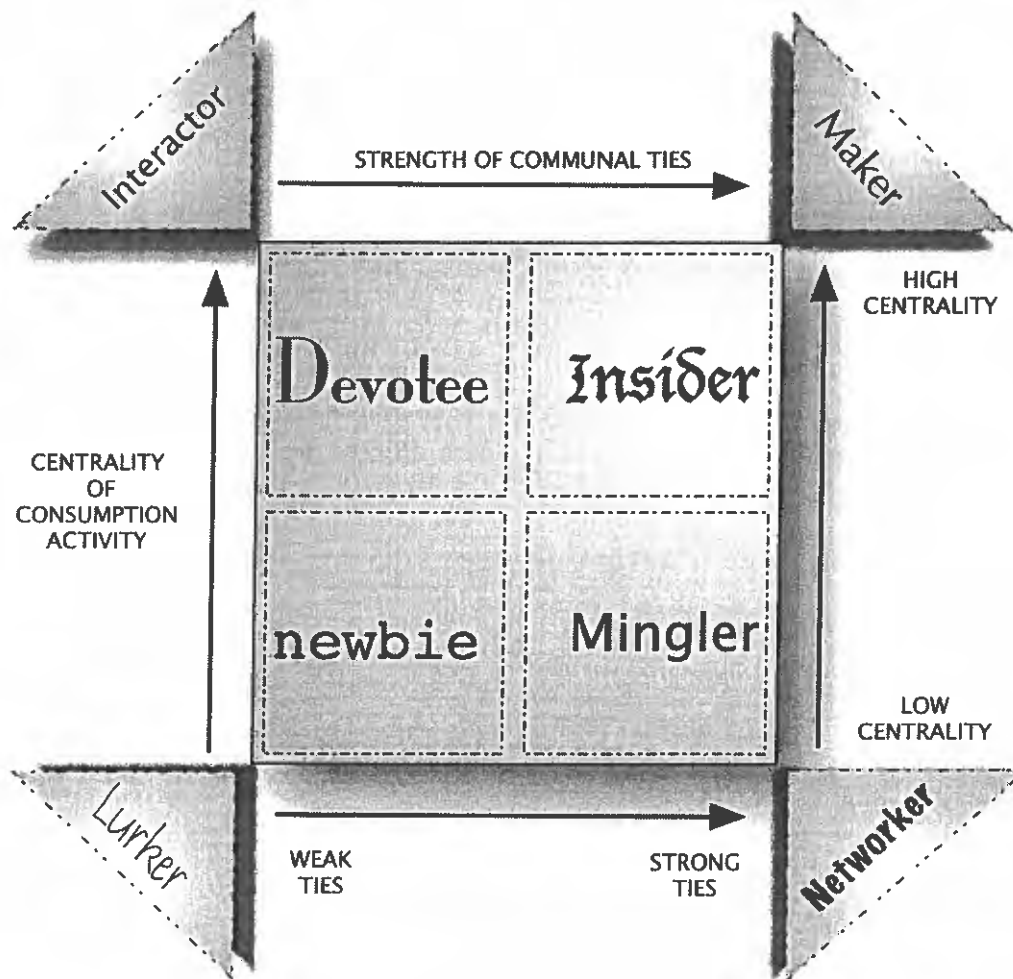 Interactor
STRENGTH OF COMMUNAL TIES
Maker
HIGH
CENTRALITY
Devotee
Insider
CENTRALITY
OF
CONSUMPTION
ACTIVITY
newbie
Mingler
LOW
CENTRALITY
Lurker
WEAK
TIES
STRONG
TIES
Networker